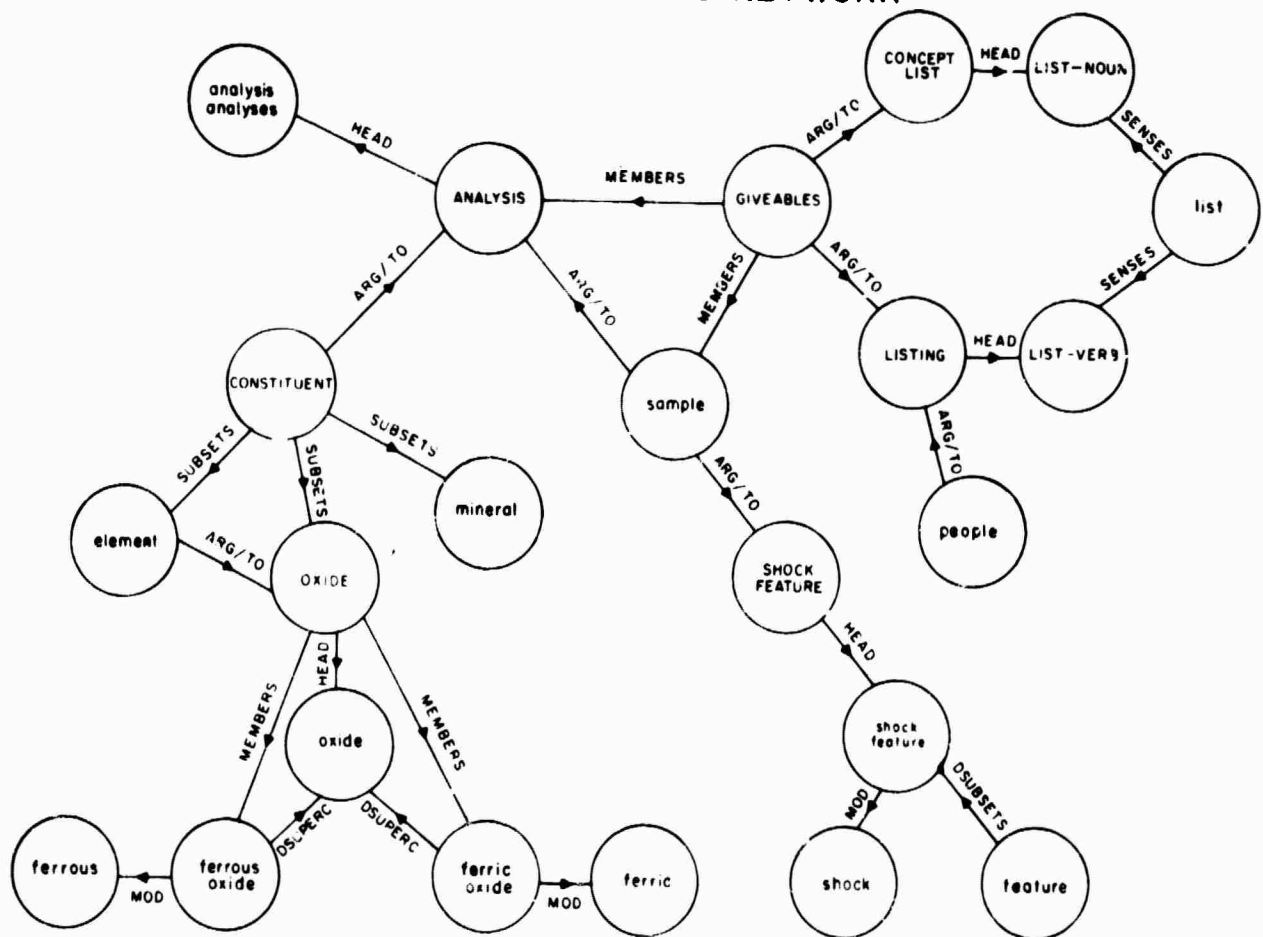 CONCEPT
LIST
HEAD
LIST-NOUN
analysis
analyses
HEAD
ARG/TO
SENSES
ANALYSIS
MEMBERS
GIVEABLES
list
ARG/TO
ARG/TO
MEMBERS
ARG/TO
SENSES
LISTING
HEAD
LIST-VERB
CONSTITUENT
sample
SUBSETS
SUBSETS
SUBSETS
ARG/TO
ARG/TO
mineral
element
ARG/TO
people
OXIDE
SHOCK
FEATURE
HEAD
HEAD
MEMBERS
MEMBERS
oxide
shock
feature
DSUPERC
DSUPERC
MOD
DSUBSETS
ferrous
MOD
ferrous
oxide
ferric
oxide
MOD
ferric
shock
feature